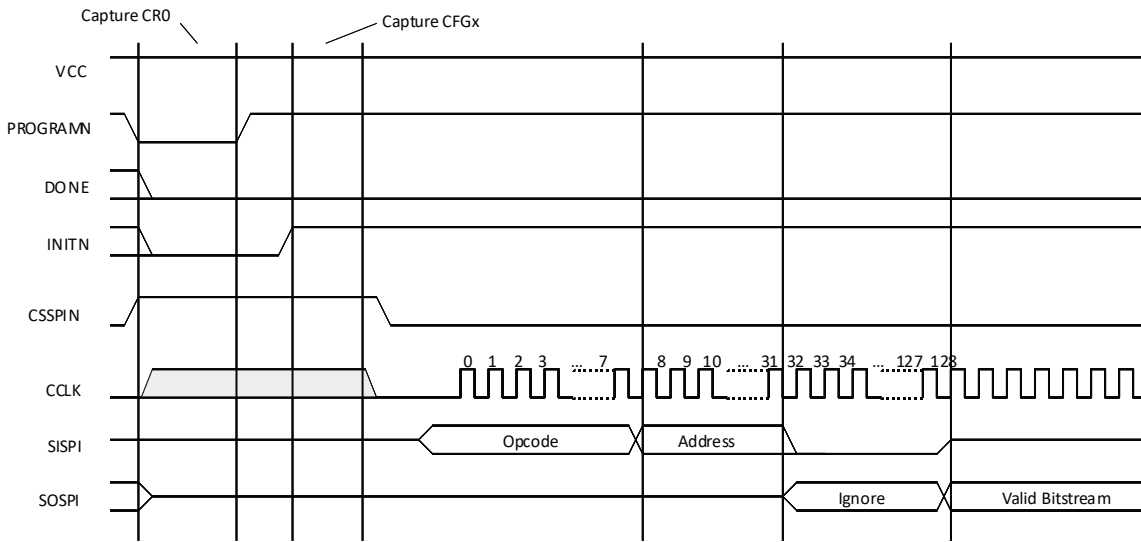 Capture CR0
Capture CFGx
VCC
PROGRAMN
DONE
INITN
CSSPIN
0 1 2 3 ... 7 8 9 10 ... 31 32 33 34 ... 127 128
CCLK
SISPI
Opcode
Address
SOSPI
Ignore
Valid Bitstream